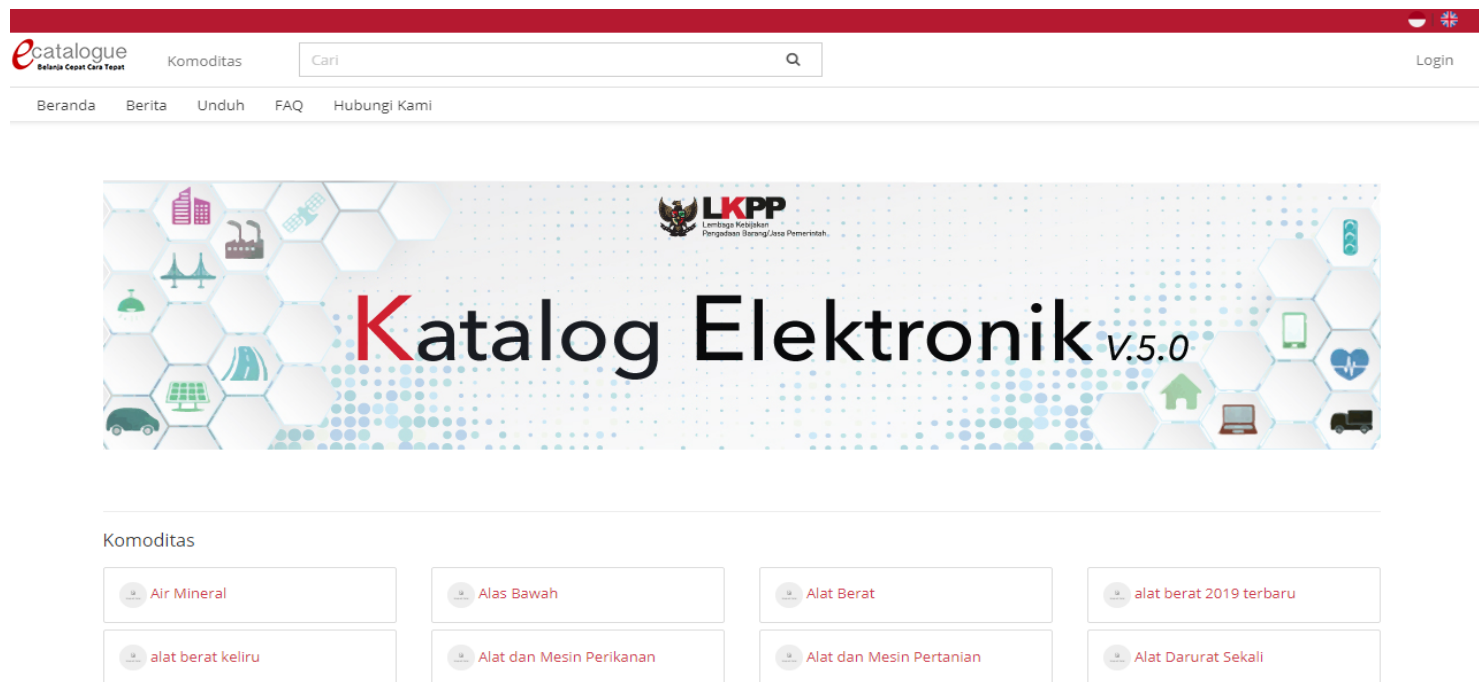 ecatalogue
Belanja Cepat Cara Tepat
Komoditas
Cari
Login
Beranda Berita Unduh FAQ Hubungi Kami
LKPP
Lembaga Kebijakan
Pengadaan Barang/Jasa Pemerintah
Katalog Elektronik V.5.0
Komoditas
Air Mineral
Alas Bawah
Alat Berat
alat berat 2019 terbaru
alat berat keliru
Alat dan Mesin Perikanan
Alat dan Mesin Pertanian
Alat Darurat Sekali